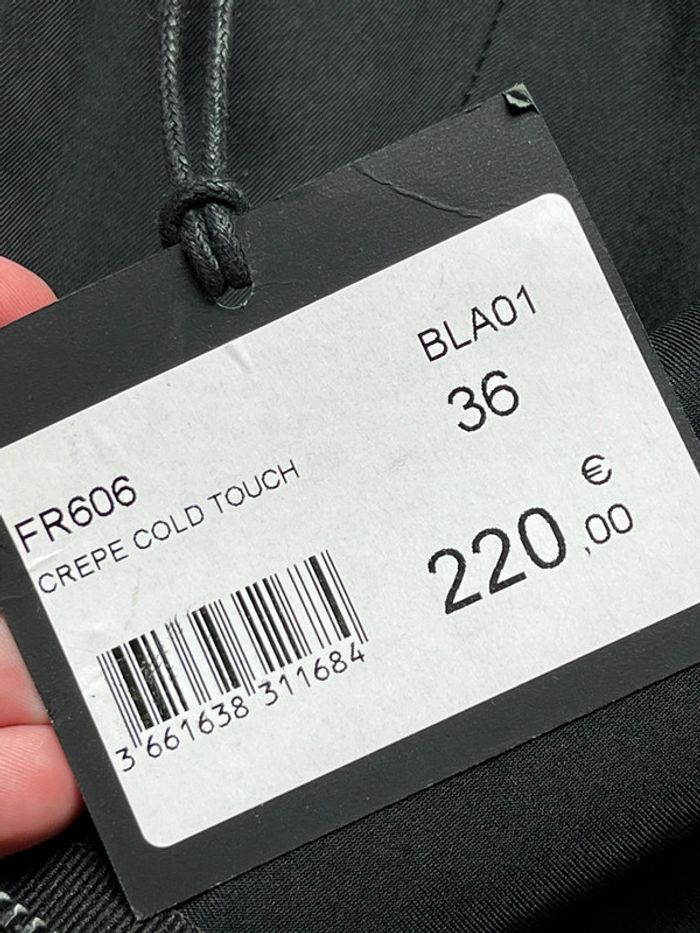 BLA01
36
FR606
CREPE COLD TOUCH
€
220,00
3 661638 311684